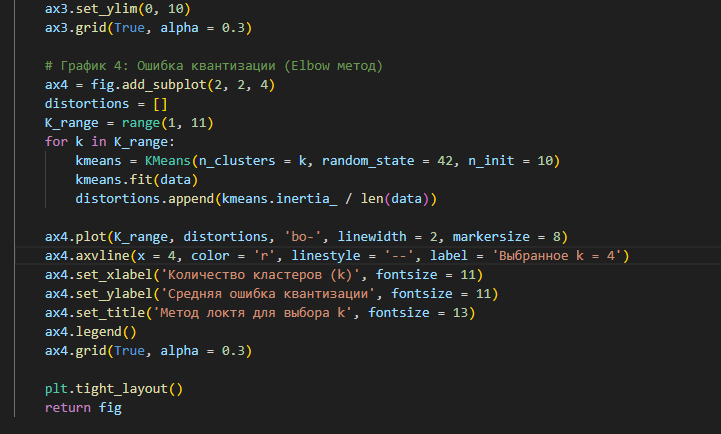 ax3.set_ylim(0, 10)
ax3.grid(True, alpha = 0.3)
# График 4: Ошибка квантизации (Elbow метод)
ax4 = fig.add_subplot(2, 2, 4)
distortions = []
K_range = range(1, 11)
for k in K_range:
    kmeans = KMeans(n_clusters = k, random_state = 42, n_init = 10)
    kmeans.fit(data)
    distortions.append(kmeans.inertia_ / len(data))
ax4.plot(K_range, distortions, 'bo-', linewidth = 2, markersize = 8)
ax4.axvline(x = 4, color = 'r', linestyle = '--', label = 'Выбранное k = 4')
ax4.set_xlabel('Количество кластеров (k)', fontsize = 11)
ax4.set_ylabel('Средняя ошибка квантизации', fontsize = 11)
ax4.set_title('Метод локтя для выбора k', fontsize = 13)
ax4.legend()
ax4.grid(True, alpha = 0.3)
plt.tight_layout()
return fig